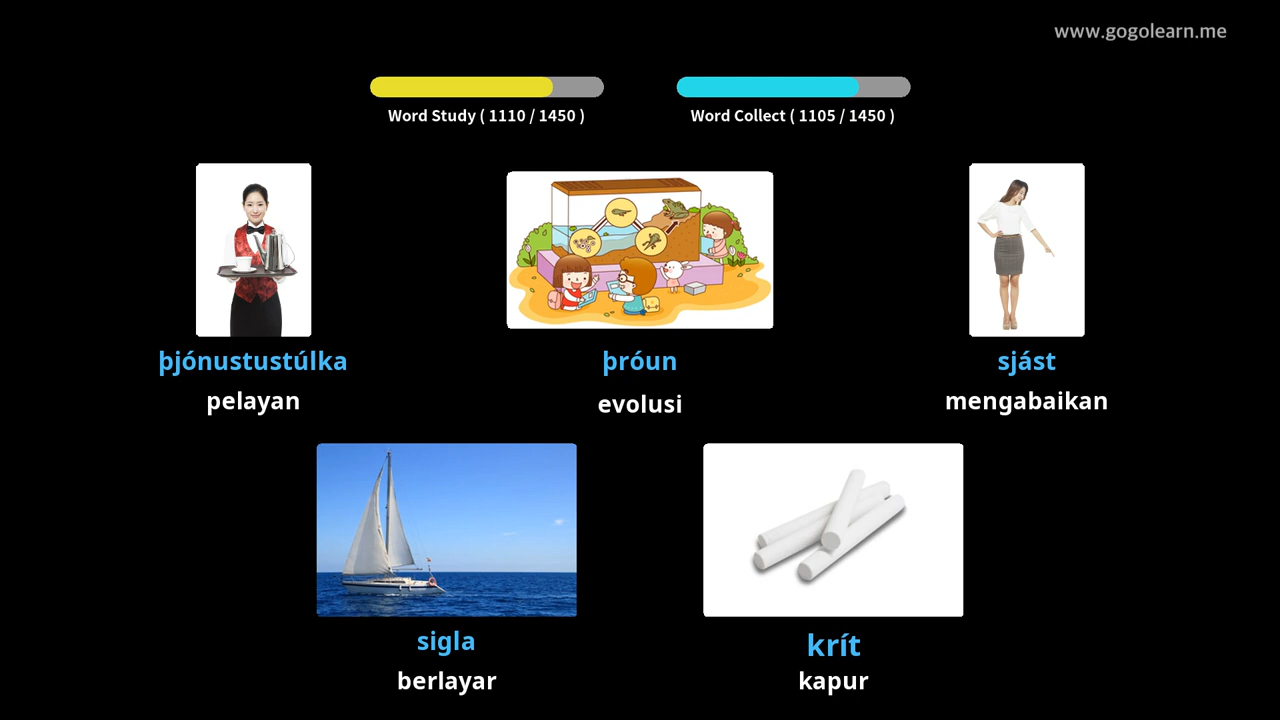 www.gogolearn.me
Word Study ( 1110 / 1450 )
Word Collect ( 1105 / 1450 )
þjónustustúlka
pelayan
þróun
evolusi
sjást
mengabaikan
sigla
berlayar
krít
kapur